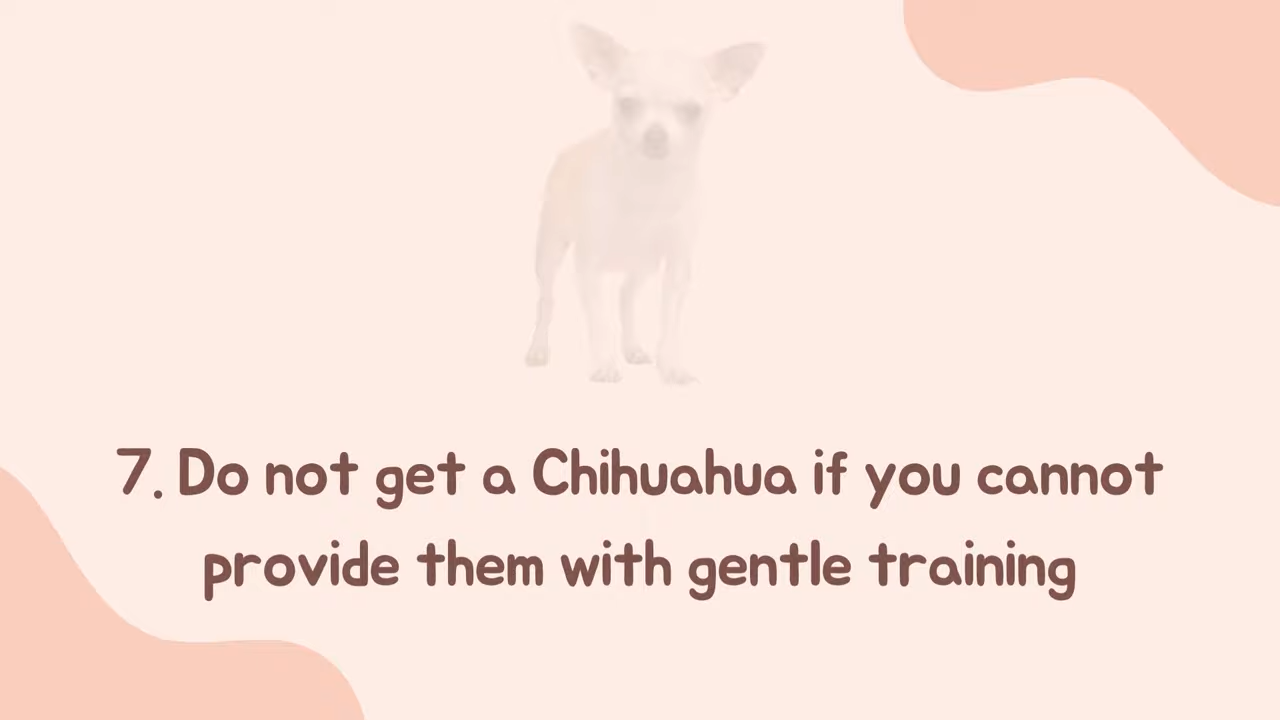 7. Do not get a Chihuahua if you cannot
provide them with gentle training